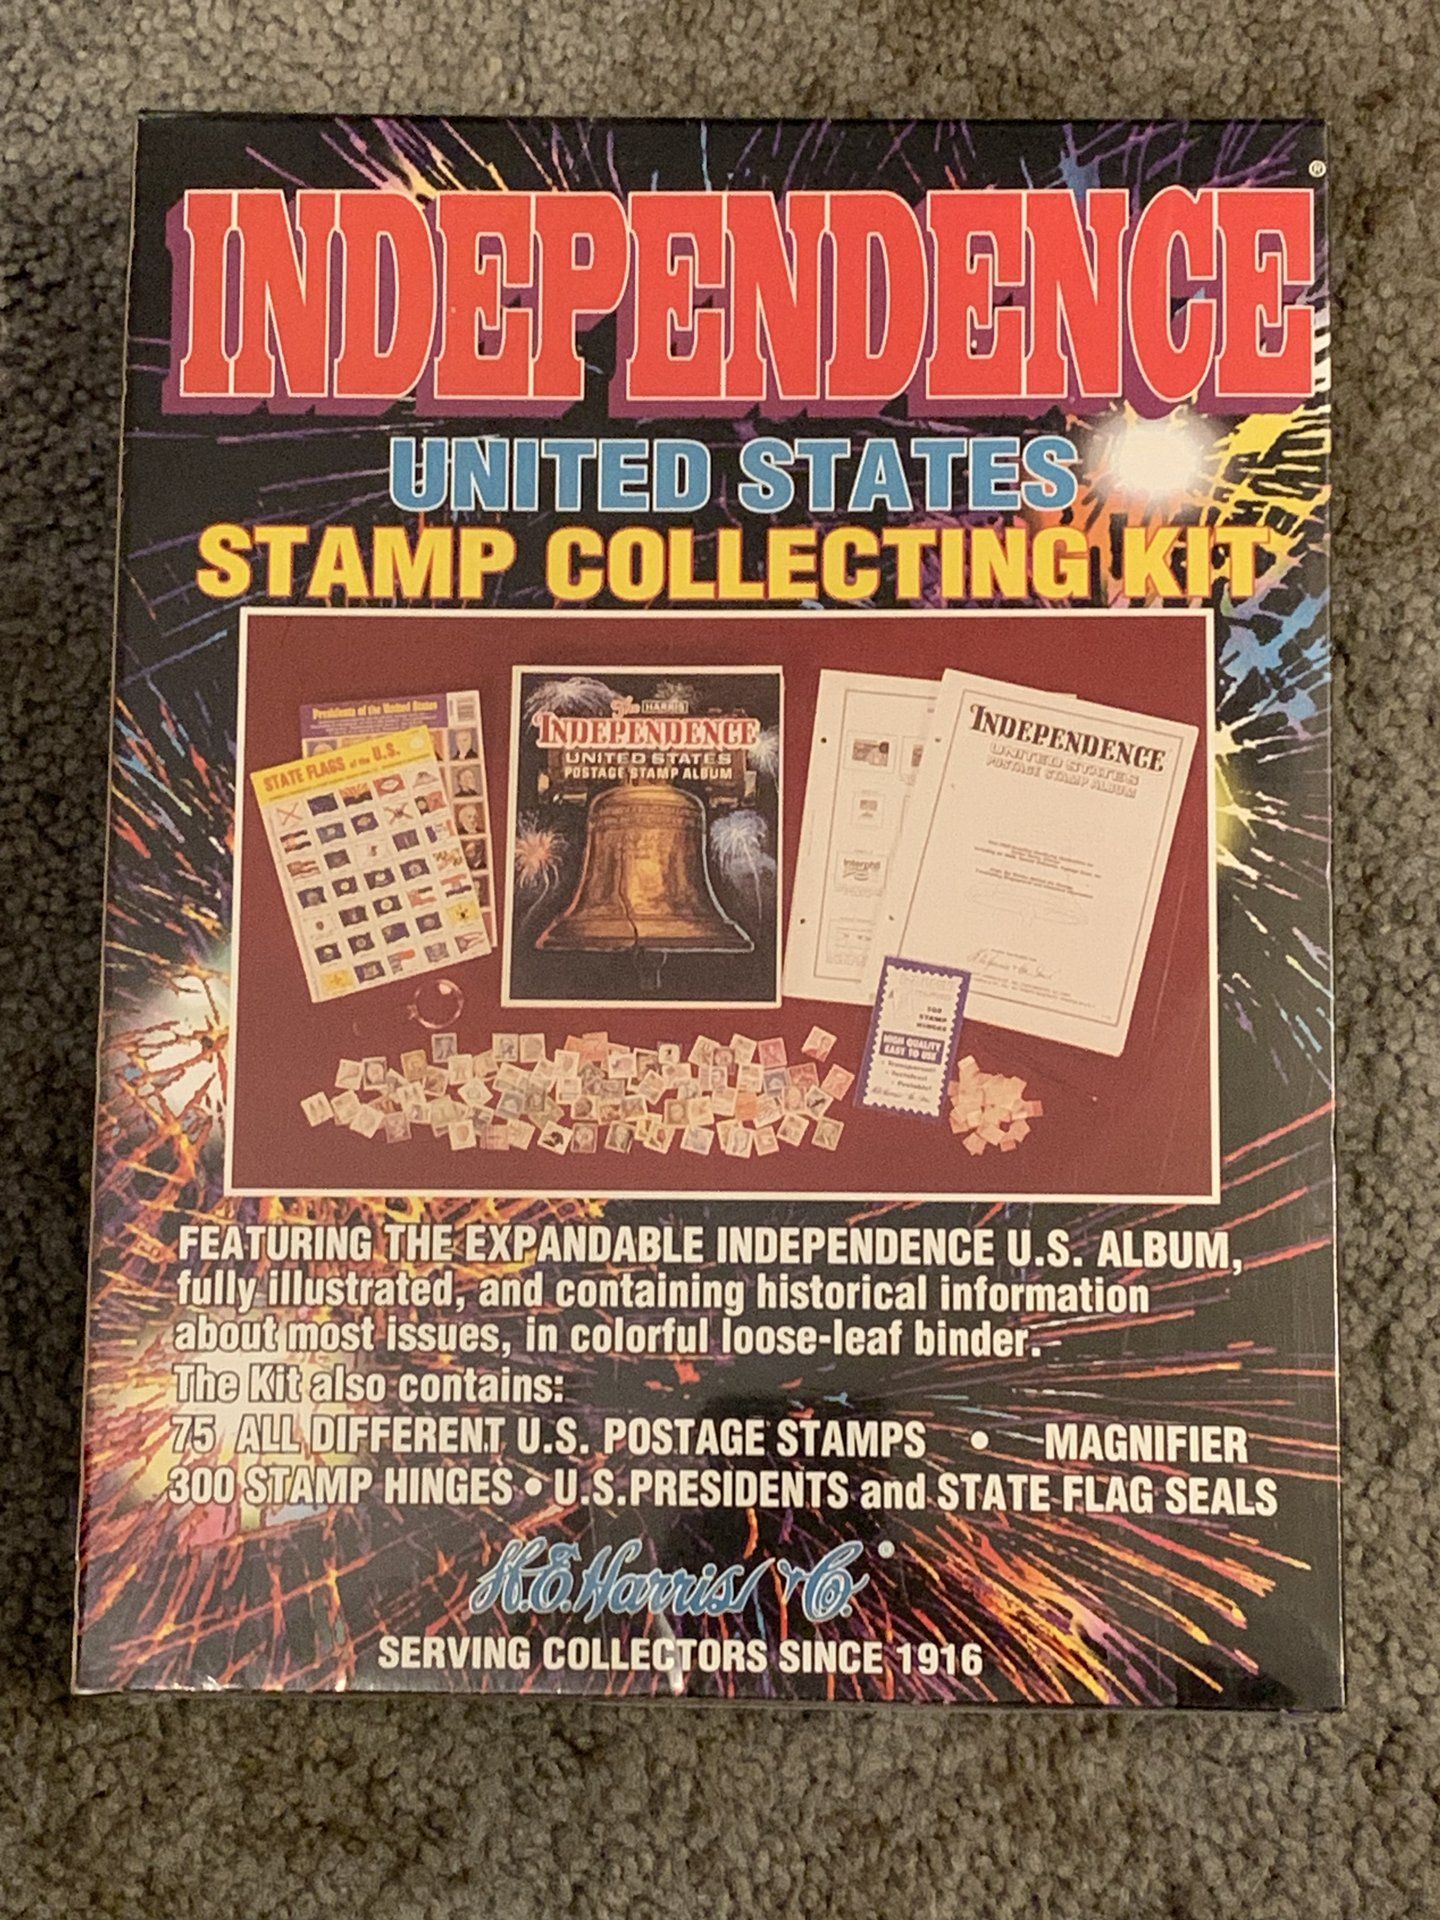 INDEPENDENCE®
UNITED STATES
STAMP COLLECTING KIT
Presidents of the United States
STATE FLAGS of the U.S.
The HARRIS
INDEPENDENCE
UNITED STATES
POSTAGE STAMP ALBUM
interphil
INDEPENDENCE
UNITED STATES
POSTAGE STAMP ALBUM
STAMP
HINGES
HIGH QUALITY
EASY TO USE
FEATURING THE EXPANDABLE INDEPENDENCE U.S. ALBUM,
fully illustrated, and containing historical information
about most issues, in colorful loose-leaf binder.
The Kit also contains:
75 ALL DIFFERENT U.S. POSTAGE STAMPS • MAGNIFIER
300 STAMP HINGES • U.S.PRESIDENTS and STATE FLAG SEALS
H.E. Harris & Co.®
SERVING COLLECTORS SINCE 1916